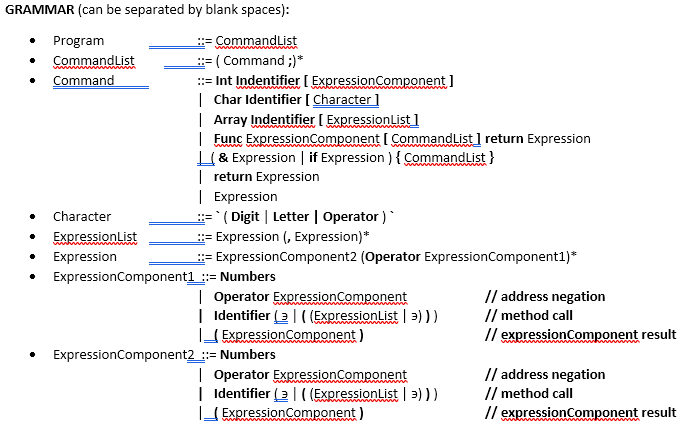 GRAMMAR (can be separated by blank spaces):
• Program ::= CommandList
• CommandList ::= ( Command ;)*
• Command ::= Int Indentifier [ ExpressionComponent ]
| Char Identifier [ Character ]
| Array Indentifier [ ExpressionList ]
| Func ExpressionComponent [ CommandList ] return Expression
| ( & Expression | if Expression ) { CommandList }
| return Expression
| Expression
• Character ::= ` ( Digit | Letter | Operator ) `
• ExpressionList ::= Expression (, Expression)*
• Expression ::= ExpressionComponent2 (Operator ExpressionComponent1)*
• ExpressionComponent1 ::= Numbers
| Operator ExpressionComponent // address negation
| Identifier ( э | ( (ExpressionList | э) ) ) // method call
| ( ExpressionComponent ) // expressionComponent result
• ExpressionComponent2 ::= Numbers
| Operator ExpressionComponent // address negation
| Identifier ( э | ( (ExpressionList | э) ) ) // method call
| ( ExpressionComponent ) // expressionComponent result